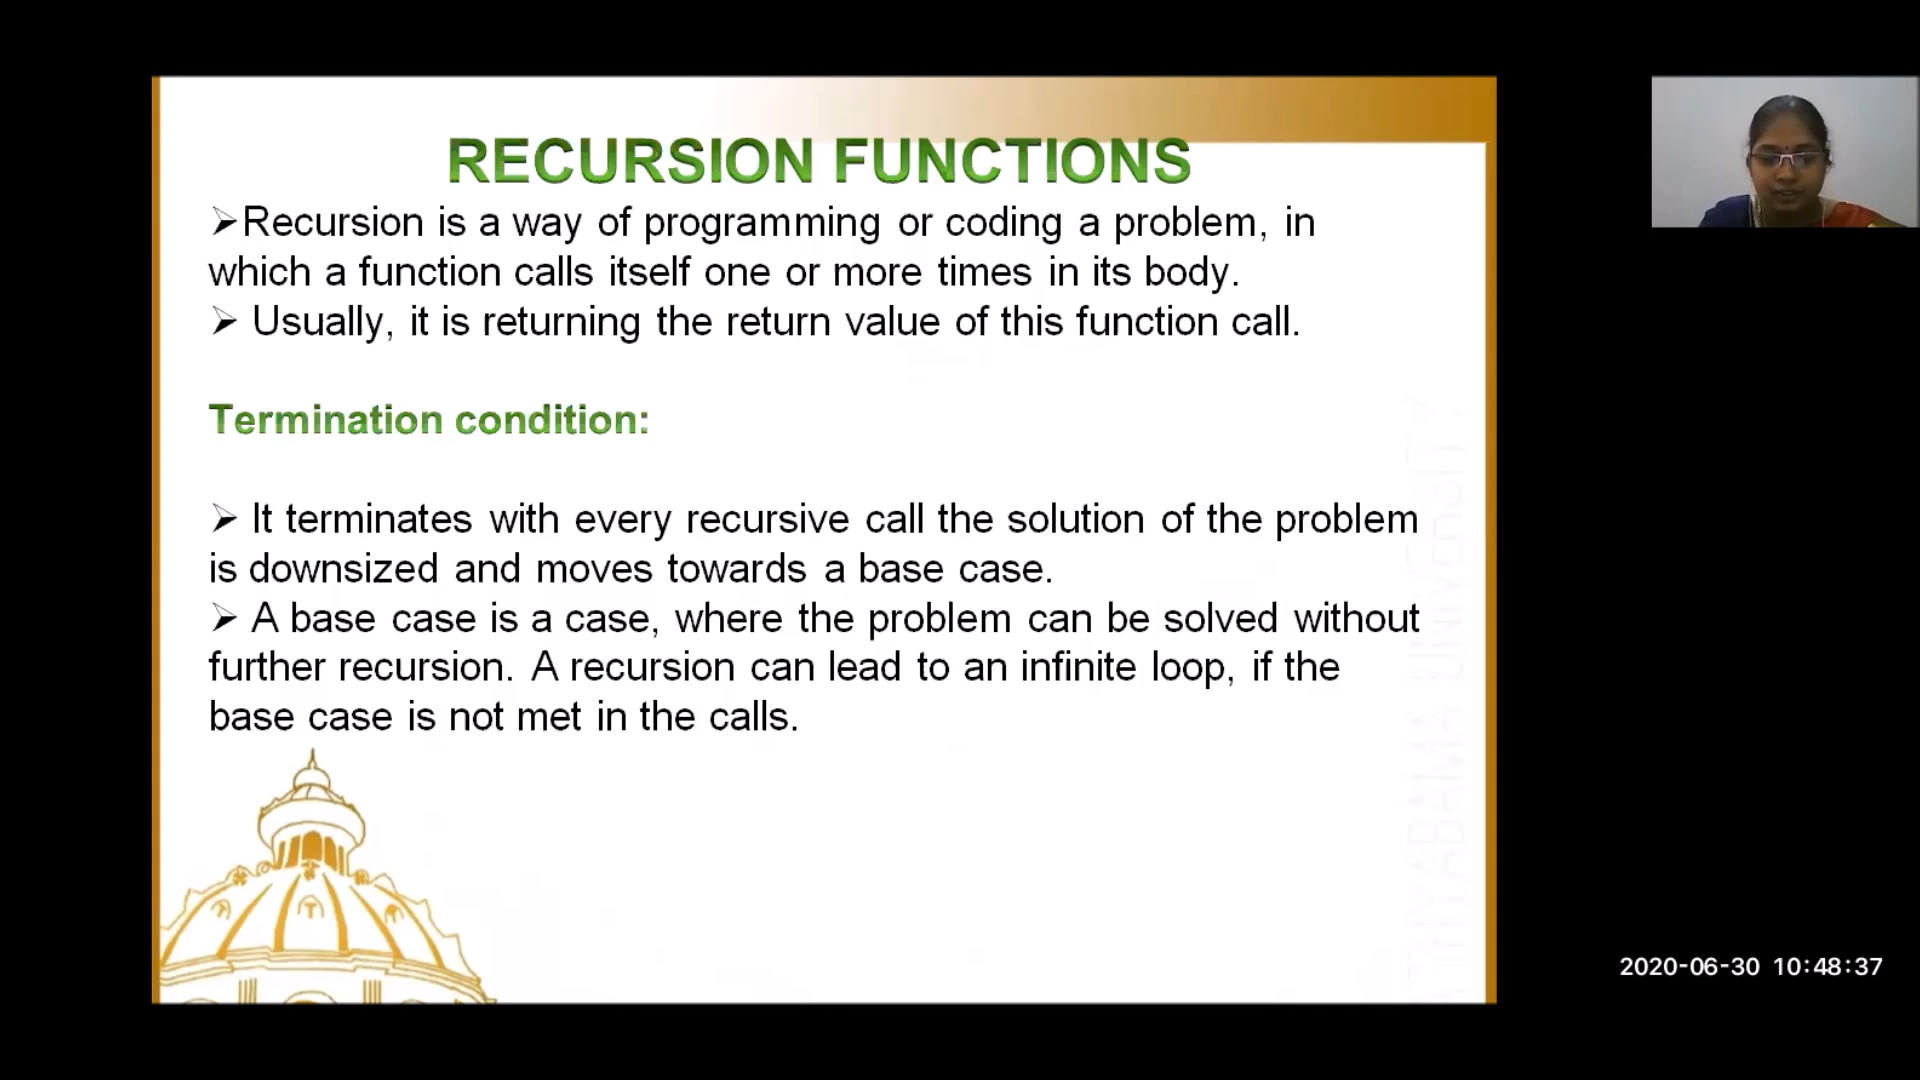 RECURSION FUNCTIONS
➢Recursion is a way of programming or coding a problem, in
which a function calls itself one or more times in its body.
➢ Usually, it is returning the return value of this function call.
Termination condition:
➢ It terminates with every recursive call the solution of the problem
is downsized and moves towards a base case.
➢ A base case is a case, where the problem can be solved without
further recursion. A recursion can lead to an infinite loop, if the
base case is not met in the calls.
UNIVERSITY
2020-06-30 10:48:37